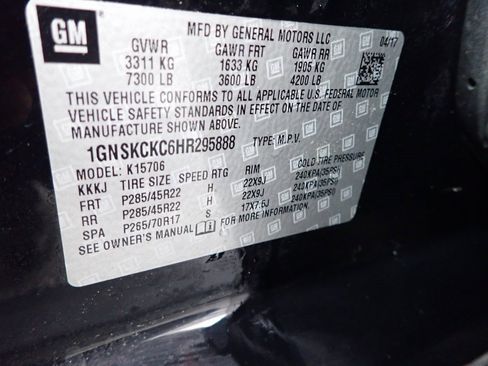 GM
MFD BY GENERAL MOTORS LLC 04/17
GVWR GAWR FRT GAWR RR
3311 KG 1633 KG 1905 KG
7300 LB 3600 LB 4200 LB
THIS VEHICLE CONFORMS TO ALL APPLICABLE U.S. FEDERAL MOTOR
VEHICLE SAFETY STANDARDS IN EFFECT ON THE DATE OF
MANUFACTURE SHOWN ABOVE.
1GNSKCKC6HR295888 TYPE: M.P.V.
MODEL: K15706
KKKJ TIRE SIZE SPEED RTG RIM COLD TIRE PRESSURE
FRT P285/45R22 H 22X9J 240KPA(35PSI)
RR P285/45R22 H 22X9J 240KPA(35PSI)
SPA P265/70R17 S 17X7.5J 240KPA(35PSI)
SEE OWNER'S MANUAL FOR MORE INFORMATION.